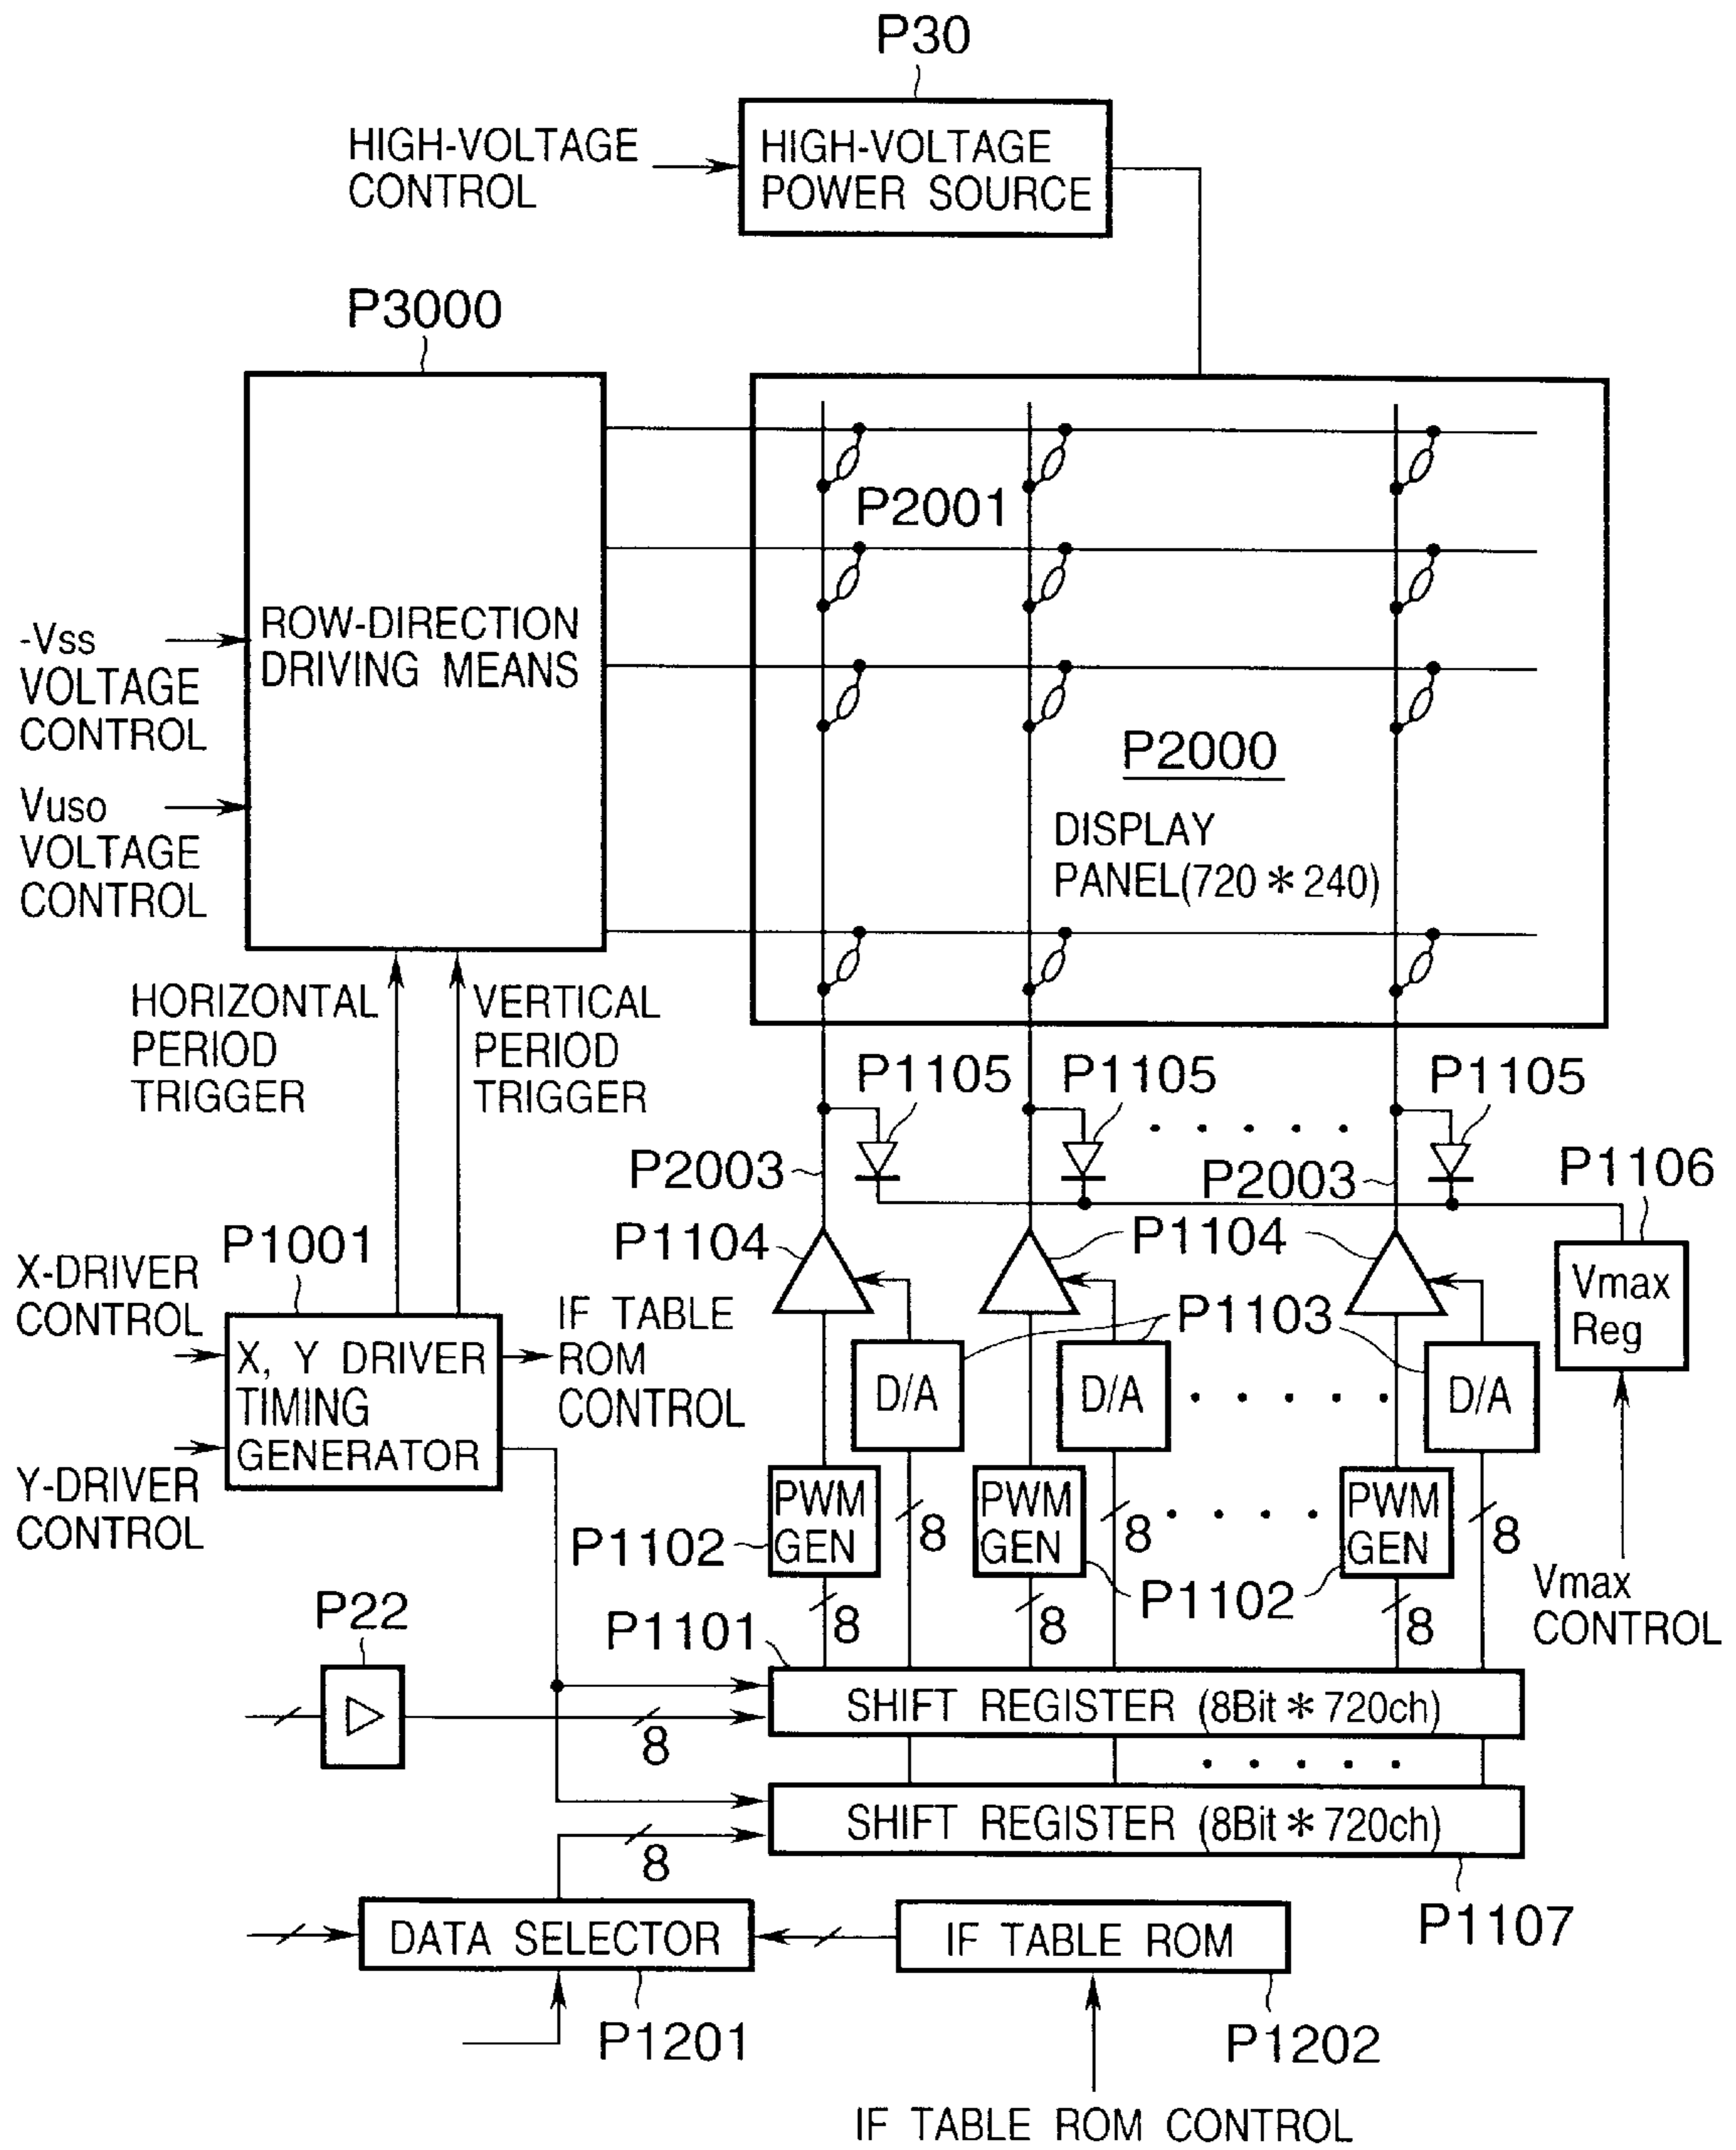 P30
HIGH-VOLTAGE
CONTROL
HIGH-VOLTAGE
POWER SOURCE
P3000
P2001
-Vss
VOLTAGE
CONTROL
ROW-DIRECTION
DRIVING MEANS
P2000
Vuso
VOLTAGE
CONTROL
DISPLAY
PANEL(720*240)
HORIZONTAL
PERIOD
TRIGGER
VERTICAL
PERIOD
TRIGGER
P1105
P1105
P1105
P2003
P2003
P1106
P1001
P1104
P1104
X-DRIVER
CONTROL
IF TABLE
ROM
CONTROL
Vmax
Reg
P1103
X, Y DRIVER
TIMING
GENERATOR
D/A
D/A
D/A
Y-DRIVER
CONTROL
PWM
GEN
PWM
GEN
PWM
GEN
8
8
8
P1102
P1102
Vmax
CONTROL
P22
P1101
8
8
8
SHIFT REGISTER (8Bit*720ch)
8
SHIFT REGISTER (8Bit*720ch)
8
P1107
DATA SELECTOR
IF TABLE ROM
P1201
P1202
IF TABLE ROM CONTROL